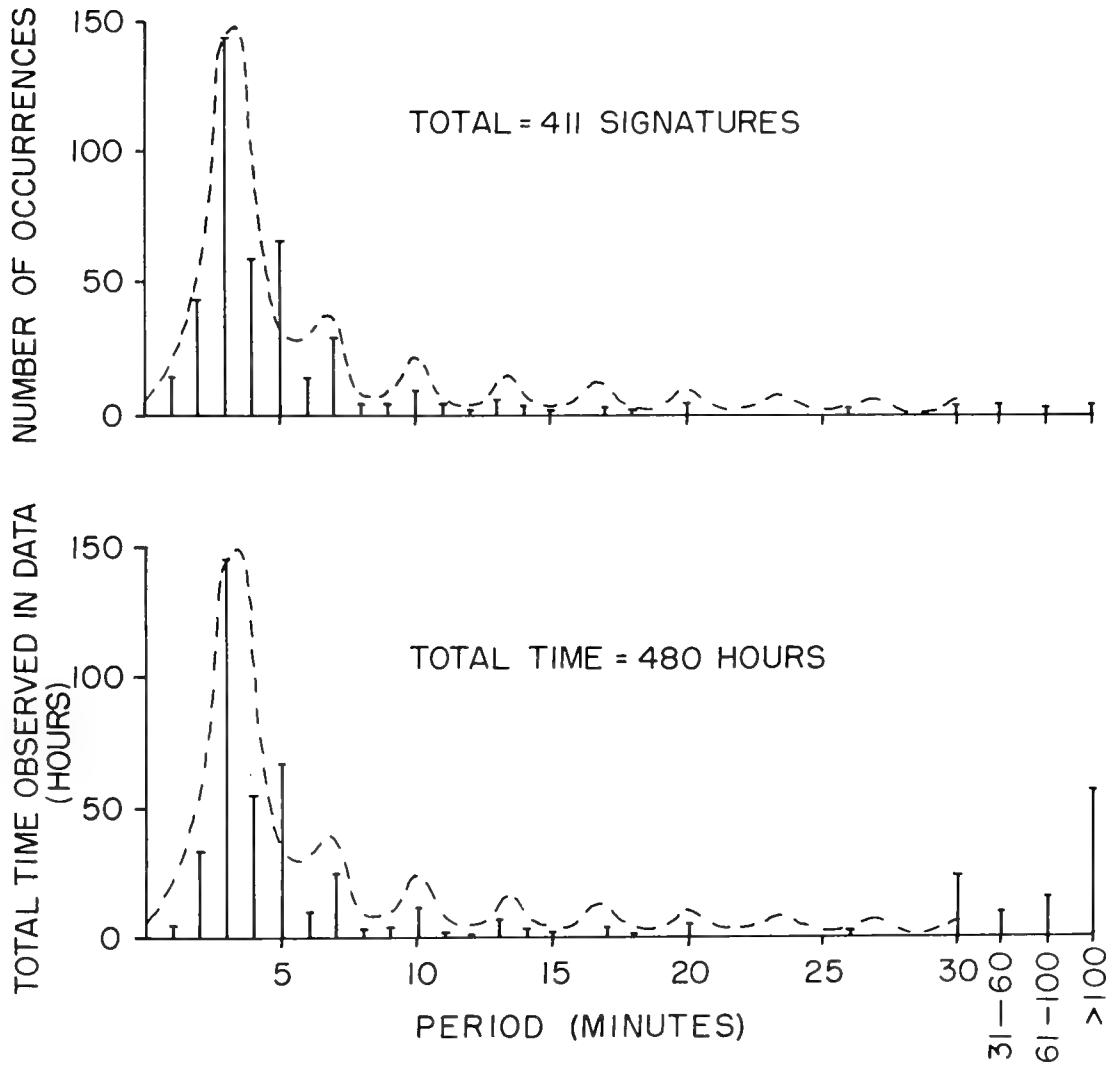 NUMBER OF OCCURRENCES
150
100
50
0
TOTAL = 411 SIGNATURES
TOTAL TIME OBSERVED IN DATA
(HOURS)
150
100
50
0
TOTAL TIME = 480 HOURS
5
10
15
20
25
30
31—60
61—100
>100
PERIOD (MINUTES)